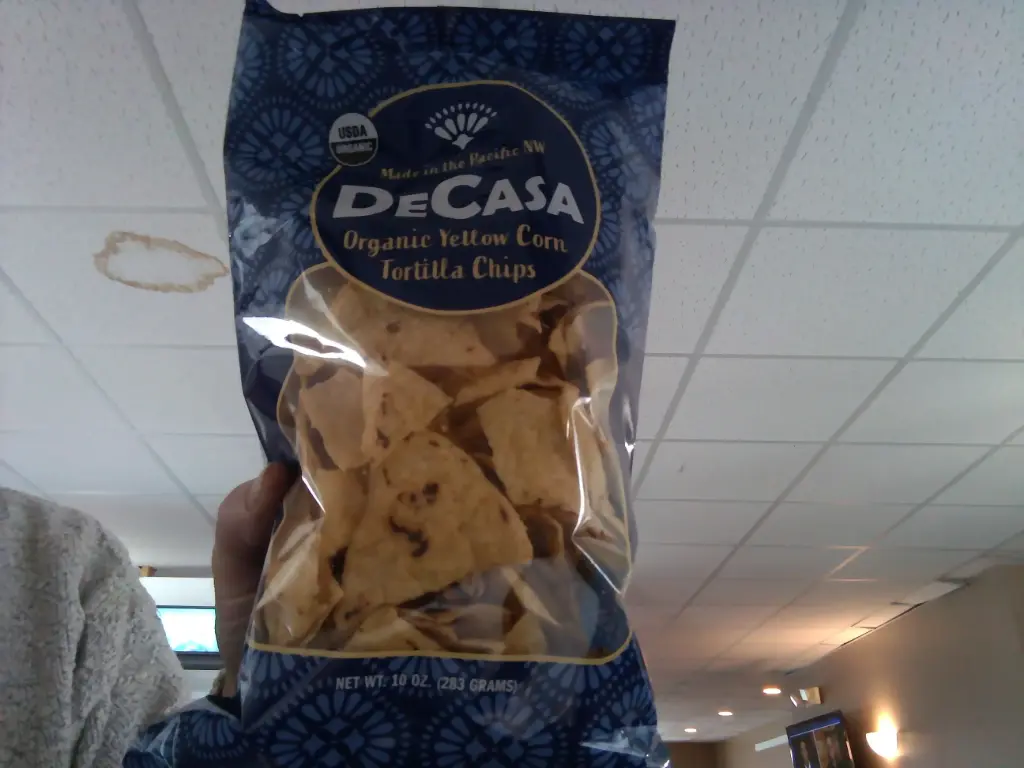 USDA
ORGANIC
Made in the Pacific NW
DeCASA
Organic Yellow Corn
Tortilla Chips
NET WT. 10 OZ. (283 GRAMS)